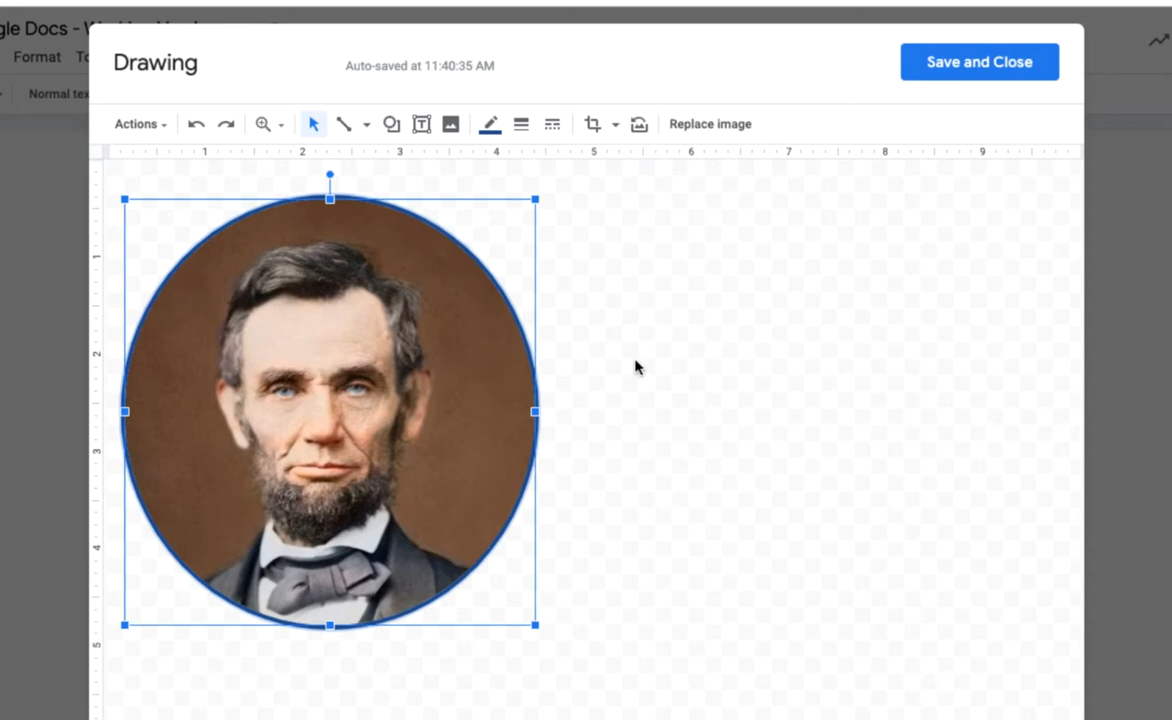 gle Docs - W
Format To
Normal tex
Drawing
Auto-saved at 11:40:35 AM
Save and Close
Actions
Replace image
1 2 3 4 5 6 7 8 9
1
2
3
4
5